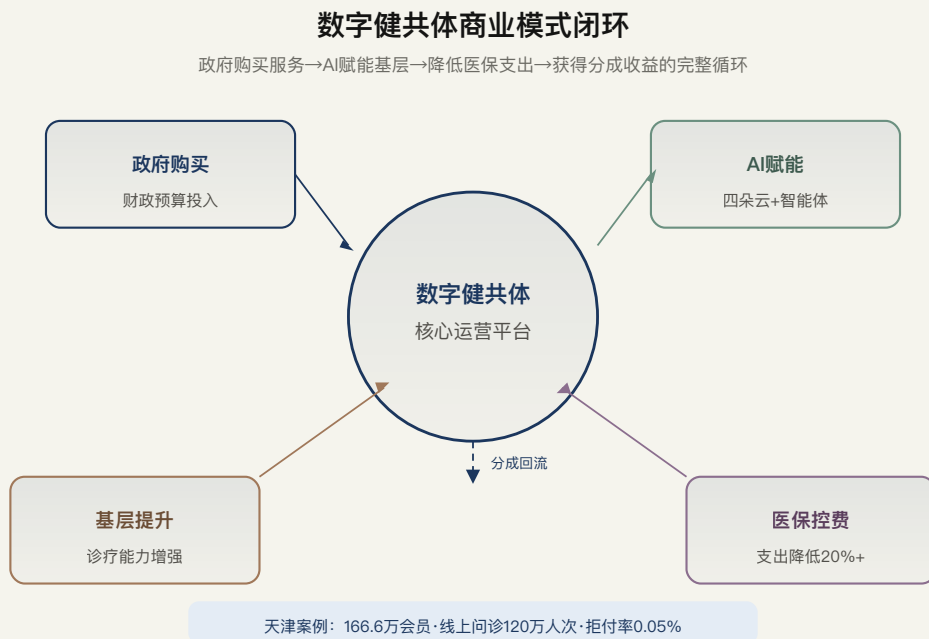 数字健共体商业模式闭环
政府购买服务→AI赋能基层→降低医保支出→获得分成收益的完整循环
政府购买
财政预算投入
AI赋能
四朵云+智能体
数字健共体
核心运营平台
分成回流
基层提升
诊疗能力增强
医保控费
支出降低20%+
天津案例：166.6万会员·线上问诊120万人次·拒付率0.05%